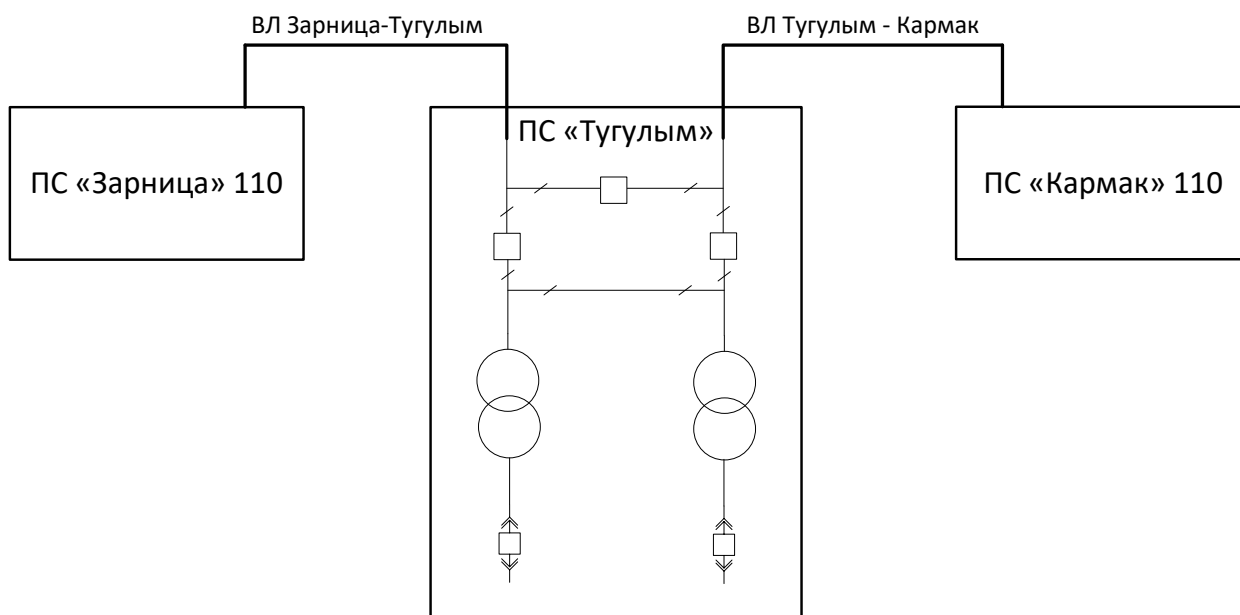 ВЛ Зарница-Тугулым
ВЛ Тугулым - Кармак
ПС «Зарница» 110
ПС «Тугулым»
ПС «Кармак» 110